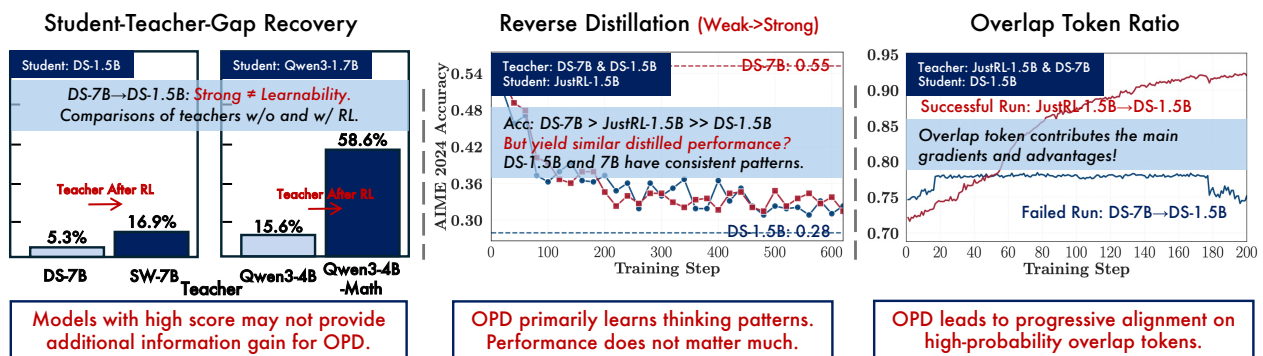 Student-Teacher-Gap Recovery
Student: DS-1.5B
Student: Qwen3-1.7B
DS-7B→DS-1.5B: Strong ≠ Learnability.
Comparisons of teachers w/o and w/ RL.
58.6%
Teacher After RL
Teacher After RL
5.3%
16.9%
15.6%
DS-7B
SW-7B
Qwen3-4B
Qwen3-4B
-Math
Teacher
Models with high score may not provide
additional information gain for OPD.
Reverse Distillation (Weak->Strong)
AIME 2024 Accuracy
0.54
0.48
0.36
0.30
Teacher: DS-7B & DS-1.5B
Student: JustRL-1.5B
DS-7B: 0.55
Acc: DS-7B > JustRL-1.5B >> DS-1.5B
But yield similar distilled performance?
DS-1.5B and 7B have consistent patterns.
DS-1.5B: 0.28
0 100 200 300 400 500 600
Training Step
OPD primarily learns thinking patterns.
Performance does not matter much.
Overlap Token Ratio
0.95
0.90
0.85
0.80
0.75
0.70
Teacher: JustRL-1.5B & DS-7B
Student: DS-1.5B
Successful Run: JustRL-1.5B→DS-1.5B
Overlap token contributes the main
gradients and advantages!
Failed Run: DS-7B→DS-1.5B
0 20 40 60 80 100 120 140 160 180 200
Training Step
OPD leads to progressive alignment on
high-probability overlap tokens.